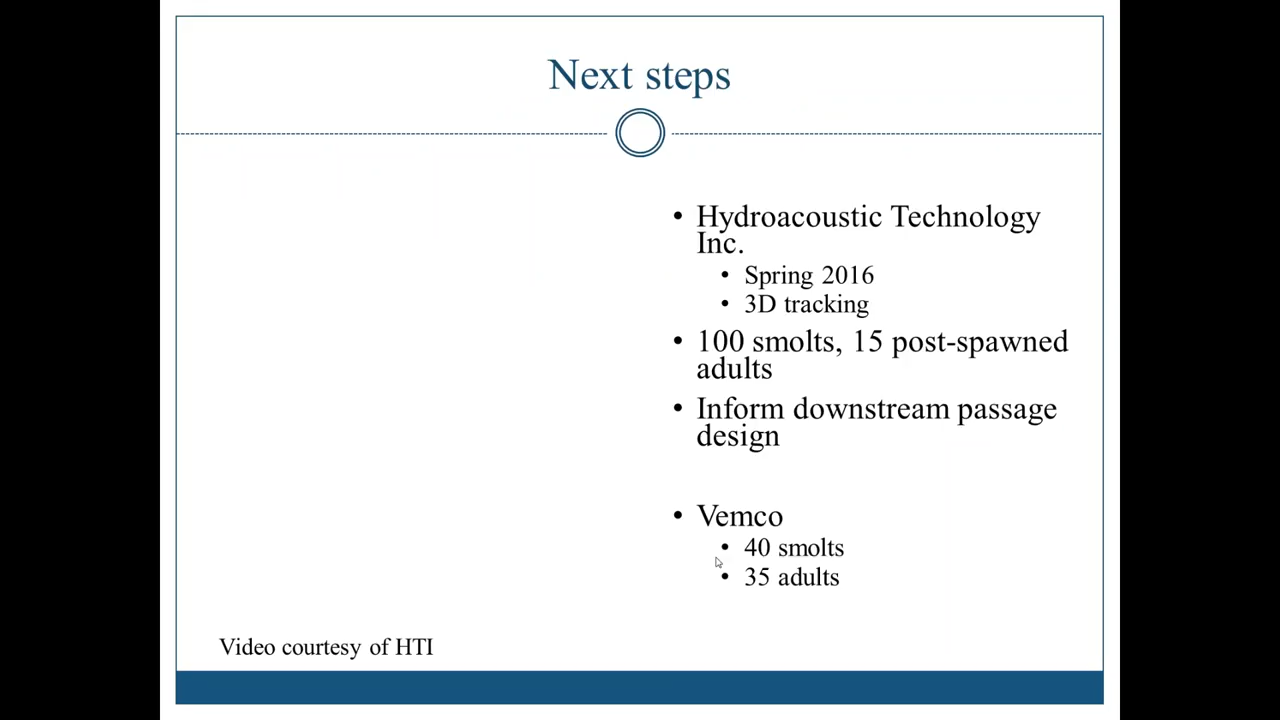 Next steps
• Hydroacoustic Technology
Inc.
• Spring 2016
• 3D tracking
• 100 smolts, 15 post-spawned
adults
• Inform downstream passage
design
• Vemco
• 40 smolts
• 35 adults
Video courtesy of HTI